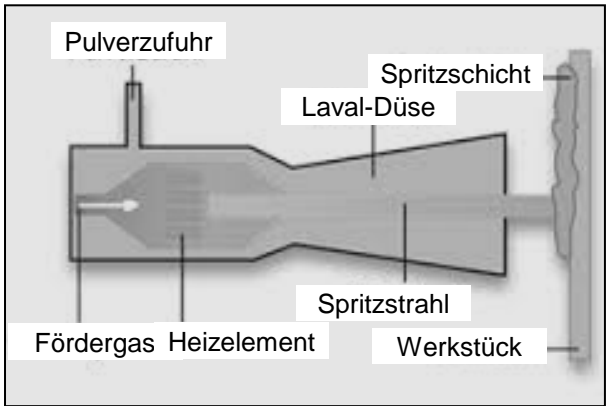 Pulverzufuhr
Spritzschicht
Laval-Düse
Spritzstrahl
Fördergas
Heizelement
Werkstück